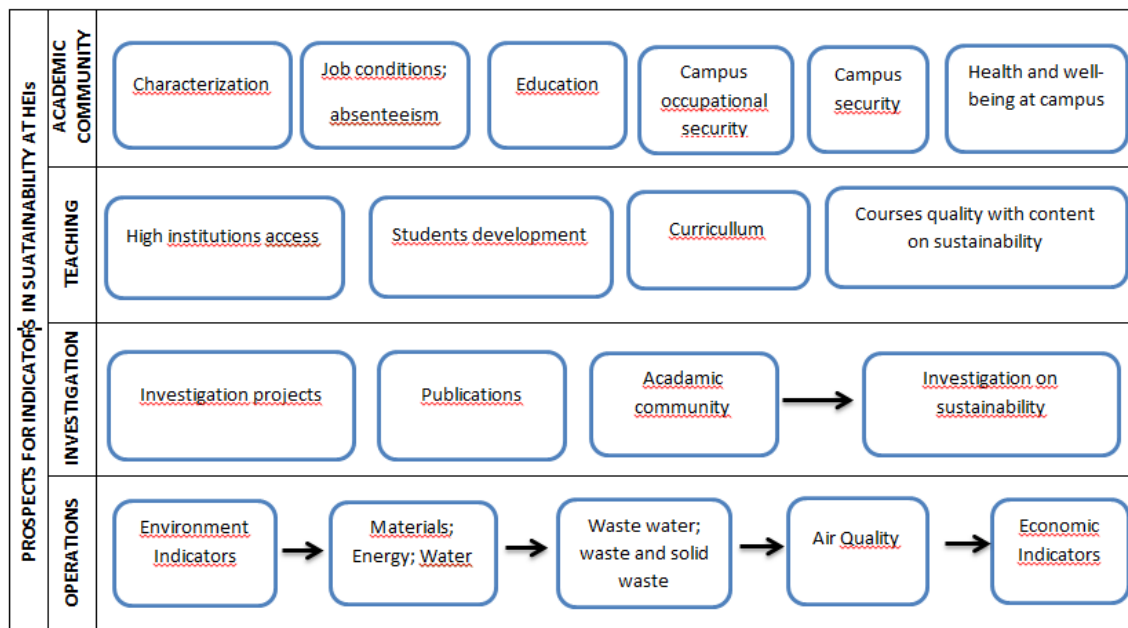 PROSPECTS FOR INDICATORS IN SUATAINABILITY AT HEIs
ACADEMIC
COMMUNITY
Characterization
Job conditions;
absenteeism
Education
Campus
occupational
security
Campus
security
Health and well-
being at campus
TEACHING
High institutions access
Students development
Curricullum
Courses quality with content
on sustainability
INVESTIGATION
Investigation projects
Publications
Acadamic
community
Investigation on
sustainability
OPERATIONS
Environment
Indicators
Materials;
Energy; Water
Waste water;
waste and solid
waste
Air Quality
Economic
Indicators